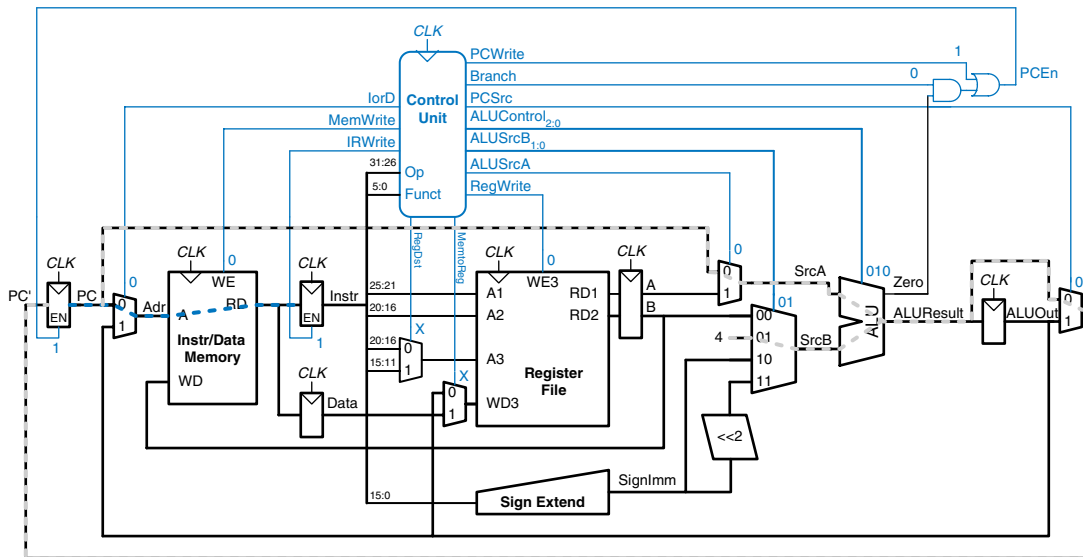 CLK
PCWrite
1
Branch
0
PCEn
IorD
Control
Unit
PCSrc
MemWrite
ALUControl2:0
IRWrite
ALUSrcB1:0
31:26
Op
ALUSrcA
5:0
Funct
RegWrite
RegDst
MemtoReg
CLK
0
CLK
0
CLK
CLK
0
CLK
0
010
CLK
0
PC'
PC
EN
1
0
1
Adr
WE
A
RD
Instr/Data
Memory
WD
EN
1
Instr
25:21
20:16
20:16
15:11
X
0
1
A1
A2
A3
WD3
WE3
RD1
RD2
Register
File
A
B
0
1
SrcA
01
00
01
10
11
4
SrcB
ALU
Zero
ALUResult
ALUOut
0
1
CLK
Data
X
0
1
<<2
15:0
Sign Extend
SignImm